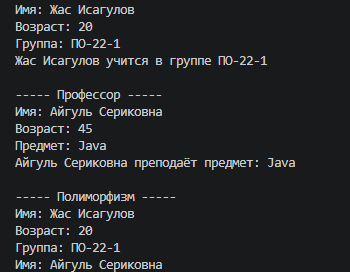 Имя: Жас Исагулов
Возраст: 20
Группа: ПО-22-1
Жас Исагулов учится в группе ПО-22-1
----- Профессор -----
Имя: Айгуль Сериковна
Возраст: 45
Предмет: Java
Айгуль Сериковна преподаёт предмет: Java
----- Полиморфизм -----
Имя: Жас Исагулов
Возраст: 20
Группа: ПО-22-1
Имя: Айгуль Сериковна